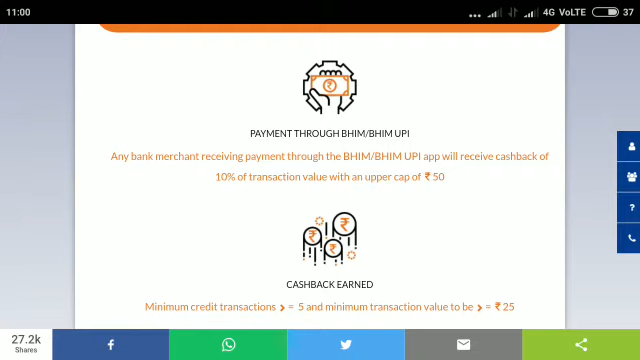 11:00 4G VoLTE 37
PAYMENT THROUGH BHIM/BHIM UPI
Any bank merchant receiving payment through the BHIM/BHIM UPI app will receive cashback of
10% of transaction value with an upper cap of ₹ 50
CASHBACK EARNED
Minimum credit transactions > = 5 and minimum transaction value to be > = ₹ 25
27.2k
Shares